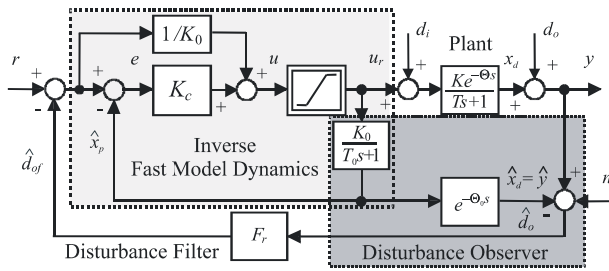 1/K₀
d_i
Plant
d_o
r
+
-
+
-
e
K_c
+
+
u
u_r
+
+
Ke^{-Θs}
Ts+1
x_d
+
+
y
x̂_p
Inverse
Fast Model Dynamics
K₀
T₀s+1
d̂_{of}
e^{-Θ₀s}
x̂_d = ŷ
+
-
n
d̂_o
Disturbance Filter
F_r
Disturbance Observer